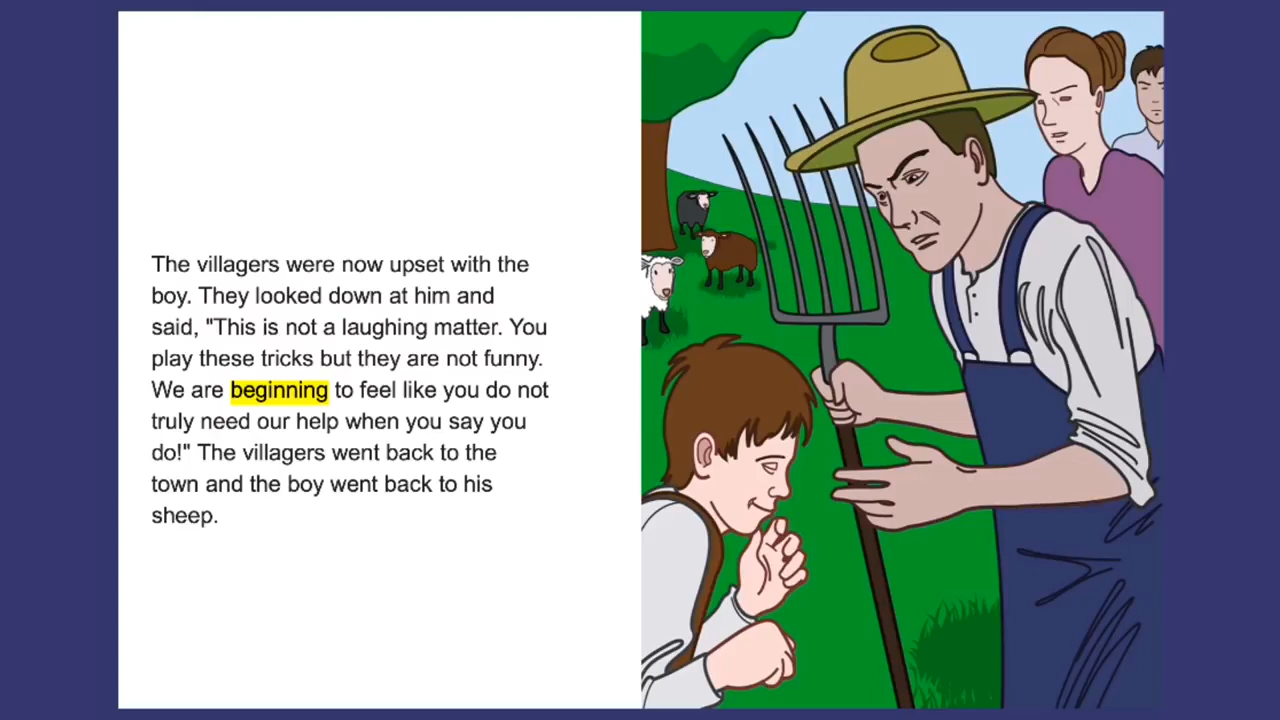 The villagers were now upset with the
boy. They looked down at him and
said, "This is not a laughing matter. You
play these tricks but they are not funny.
We are beginning to feel like you do not
truly need our help when you say you
do!" The villagers went back to the
town and the boy went back to his
sheep.